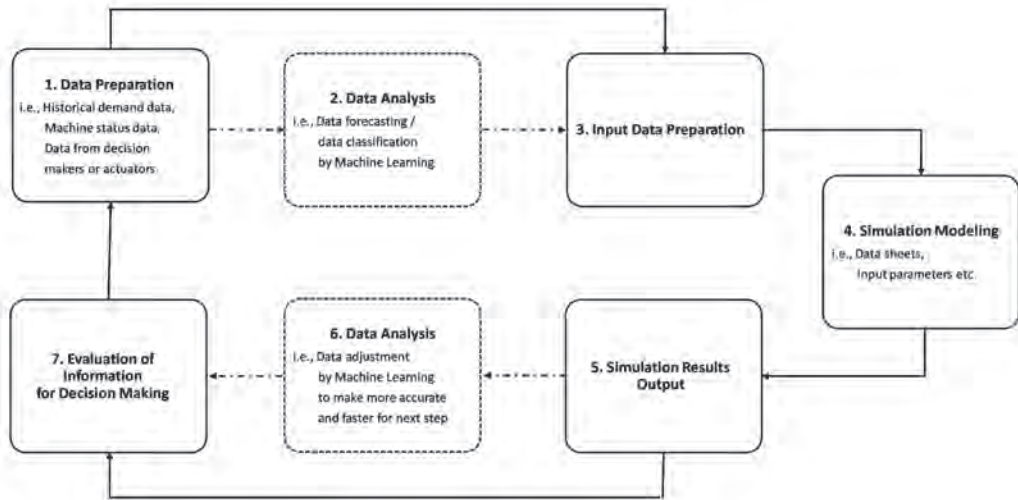 1. Data Preparation
i.e., Historical demand data,
Machine status data,
Data from decision
makers or actuators
2. Data Analysis
i.e., Data forecasting /
data classification
by Machine Learning
3. Input Data Preparation
4. Simulation Modeling
i.e., Data sheets,
Input parameters etc
5. Simulation Results
Output
6. Data Analysis
i.e., Data adjustment
by Machine Learning
to make more accurate
and faster for next step
7. Evaluation of
Information
for Decision Making